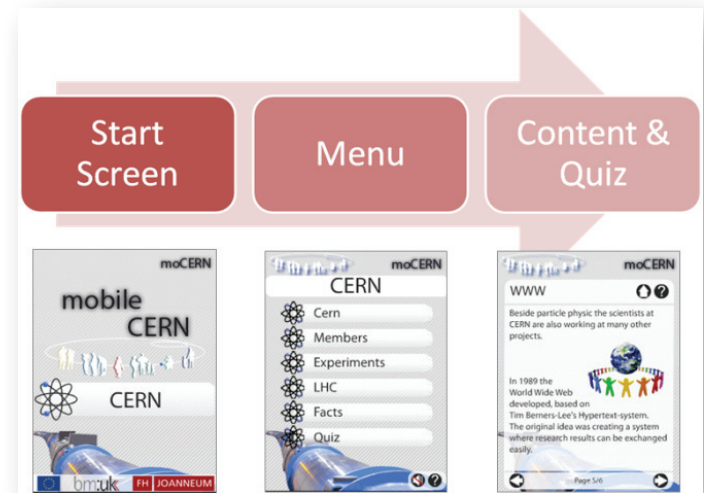 Start
Screen
Menu
Content &
Quiz
moCERN
mobile
CERN
CERN
bm:uk FH JOANNEUM
moCERN
CERN
Cern
Members
Experiments
LHC
Facts
Quiz
?
moCERN
WWW
?
Beside particle physic the scientists at
CERN are also working at many other
projects.
In 1989 the
World Wide Web
developed, based on
Tim Berners-Lee's Hypertext-system.
The original idea was creating a system
where research results can be exchanged
easily.
Page 5/6